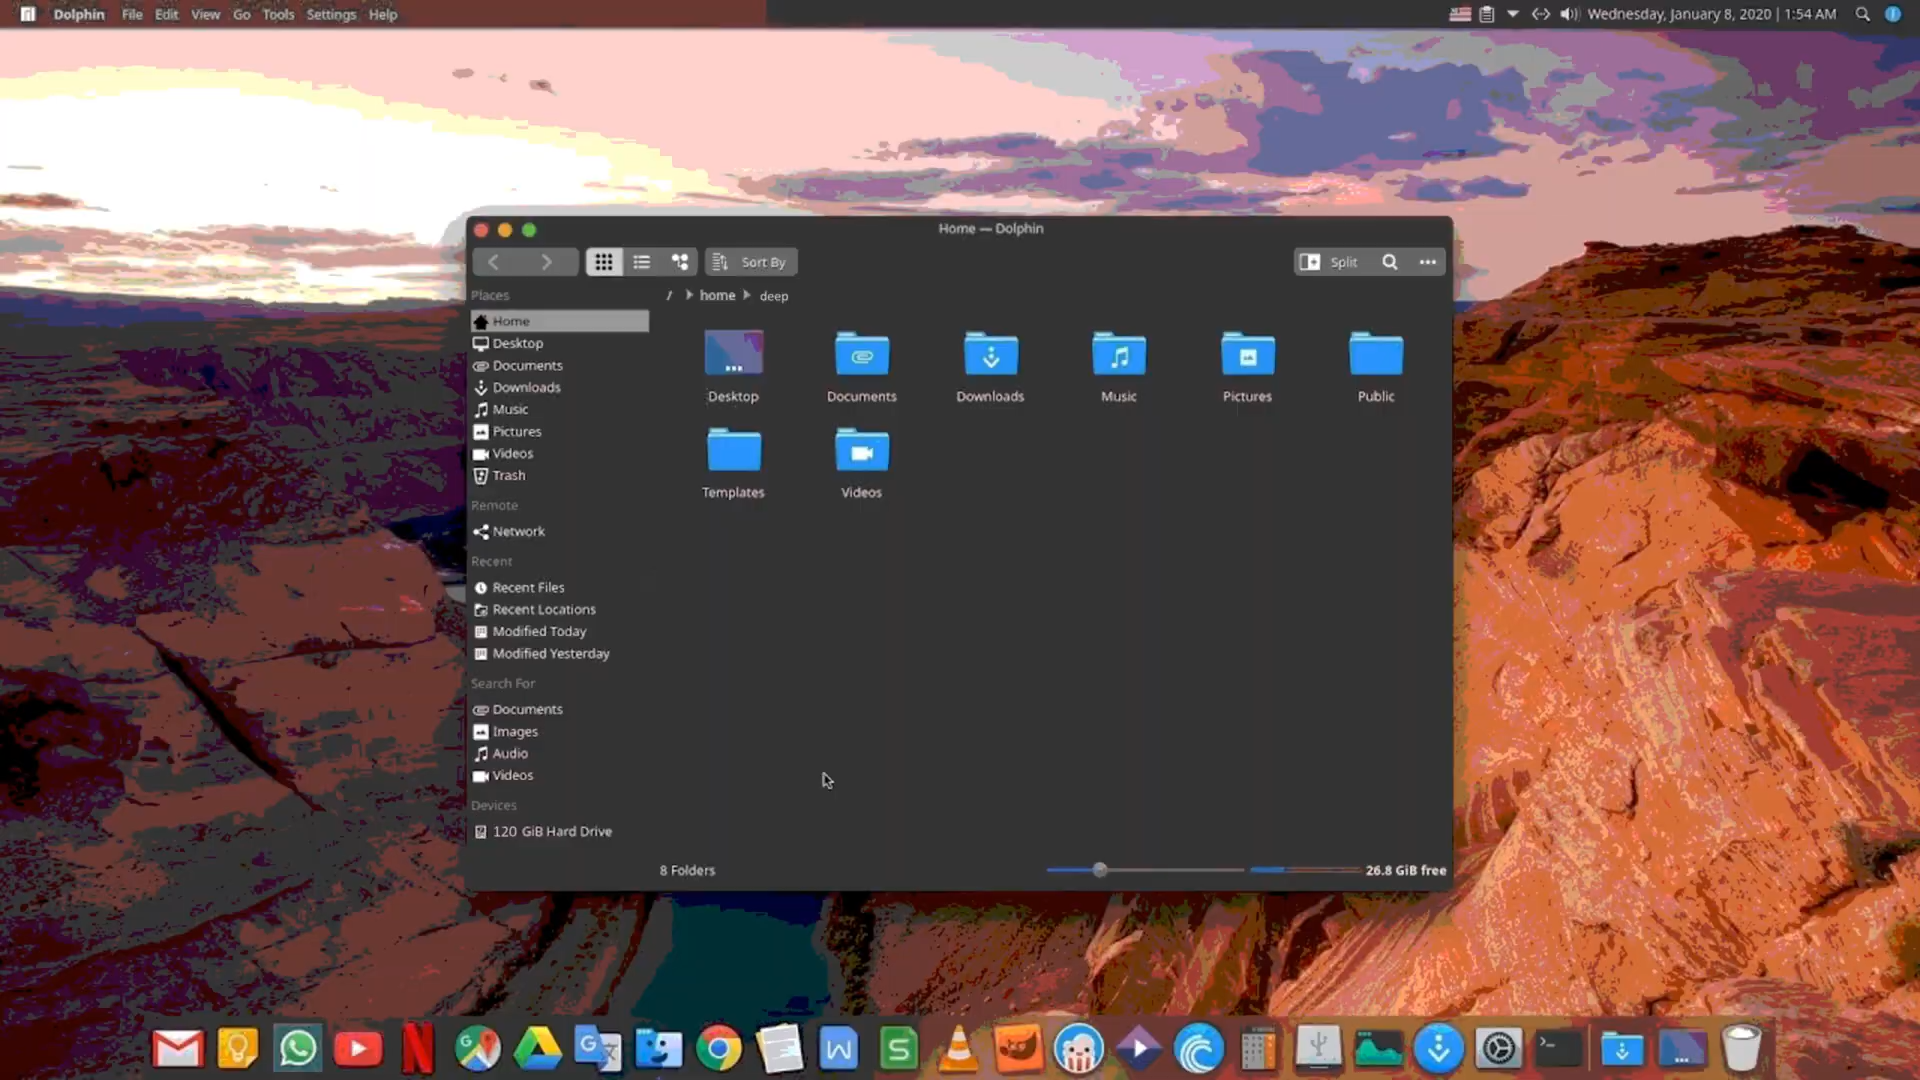 Dolphin File Edit View Go Tools Settings Help
Wednesday, January 8, 2020 | 1:54 AM
Home — Dolphin
Sort By
Split
Places
/ home deep
Home
Desktop
Documents
Downloads
Music
Pictures
Videos
Trash
Desktop Documents Downloads Music Pictures Public
Templates Videos
Remote
Network
Recent
Recent Files
Recent Locations
Modified Today
Modified Yesterday
Search For
Documents
Images
Audio
Videos
Devices
120 GiB Hard Drive
8 Folders
26.8 GiB free
N
G
G
W
S